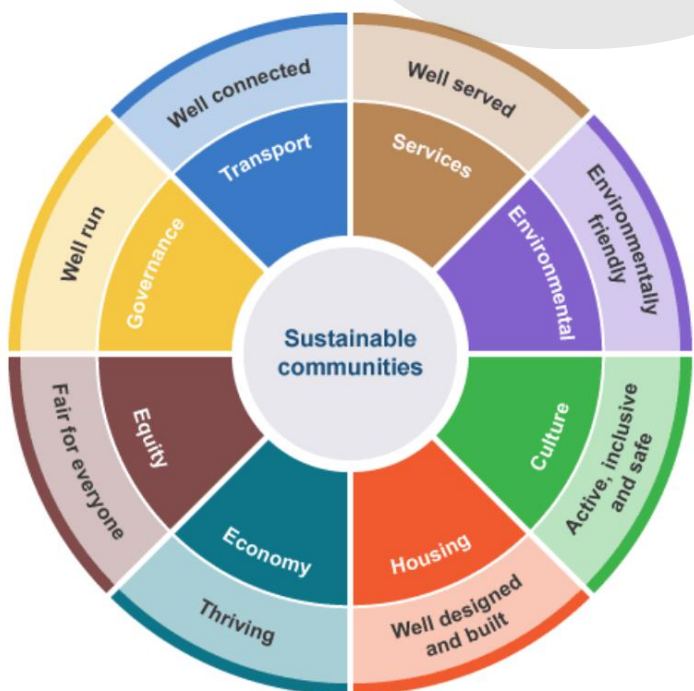 Sustainable
communities
Well connected
Transport
Well served
Services
Environmentally
friendly
Environmental
Active, inclusive
and safe
Culture
Well designed
and built
Housing
Thriving
Economy
Fair for everyone
Equity
Well run
Governance